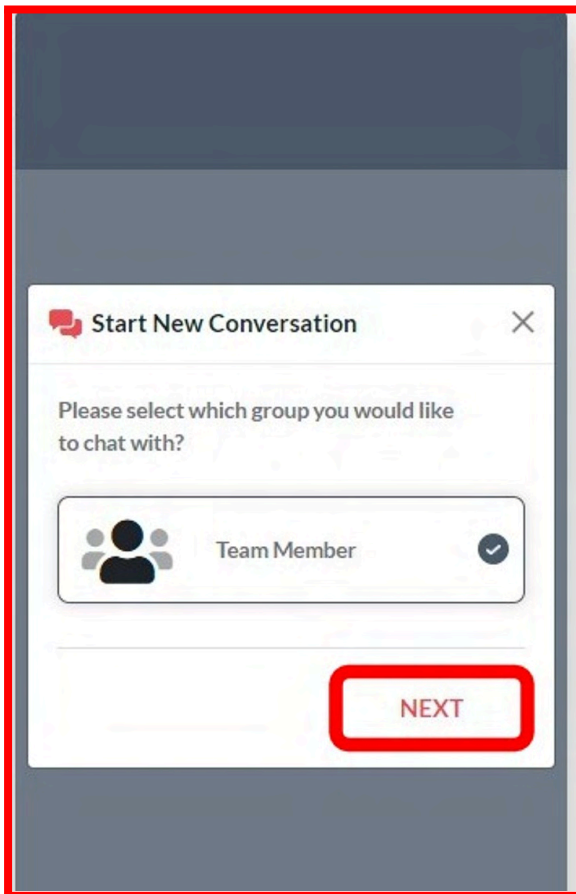 Start New Conversation
Please select which group you would like
to chat with?
Team Member
NEXT